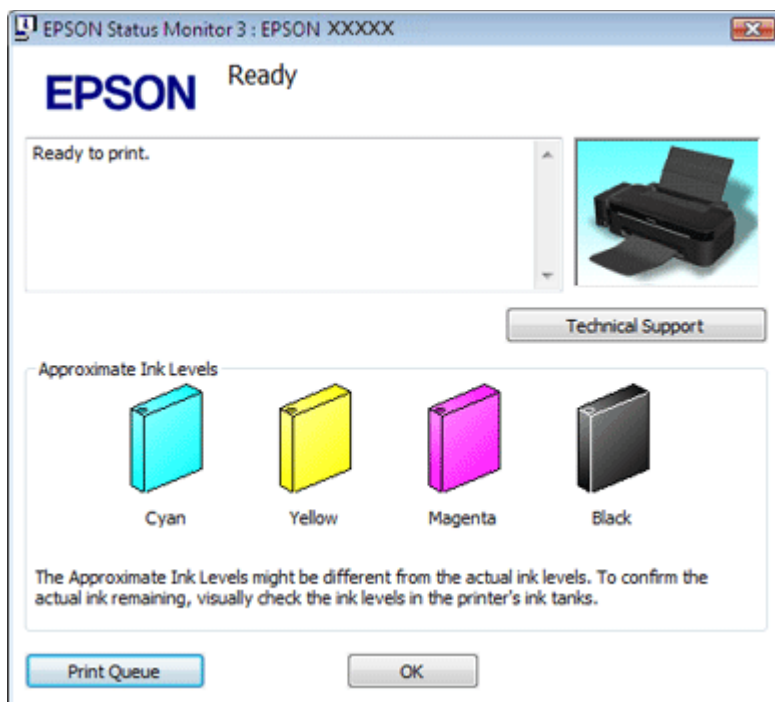 EPSON Status Monitor 3 : EPSON XXXXX
EPSON
Ready
Ready to print.
Technical Support
Approximate Ink Levels
Cyan
Yellow
Magenta
Black
The Approximate Ink Levels might be different from the actual ink levels. To confirm the
actual ink remaining, visually check the ink levels in the printer's ink tanks.
Print Queue
OK